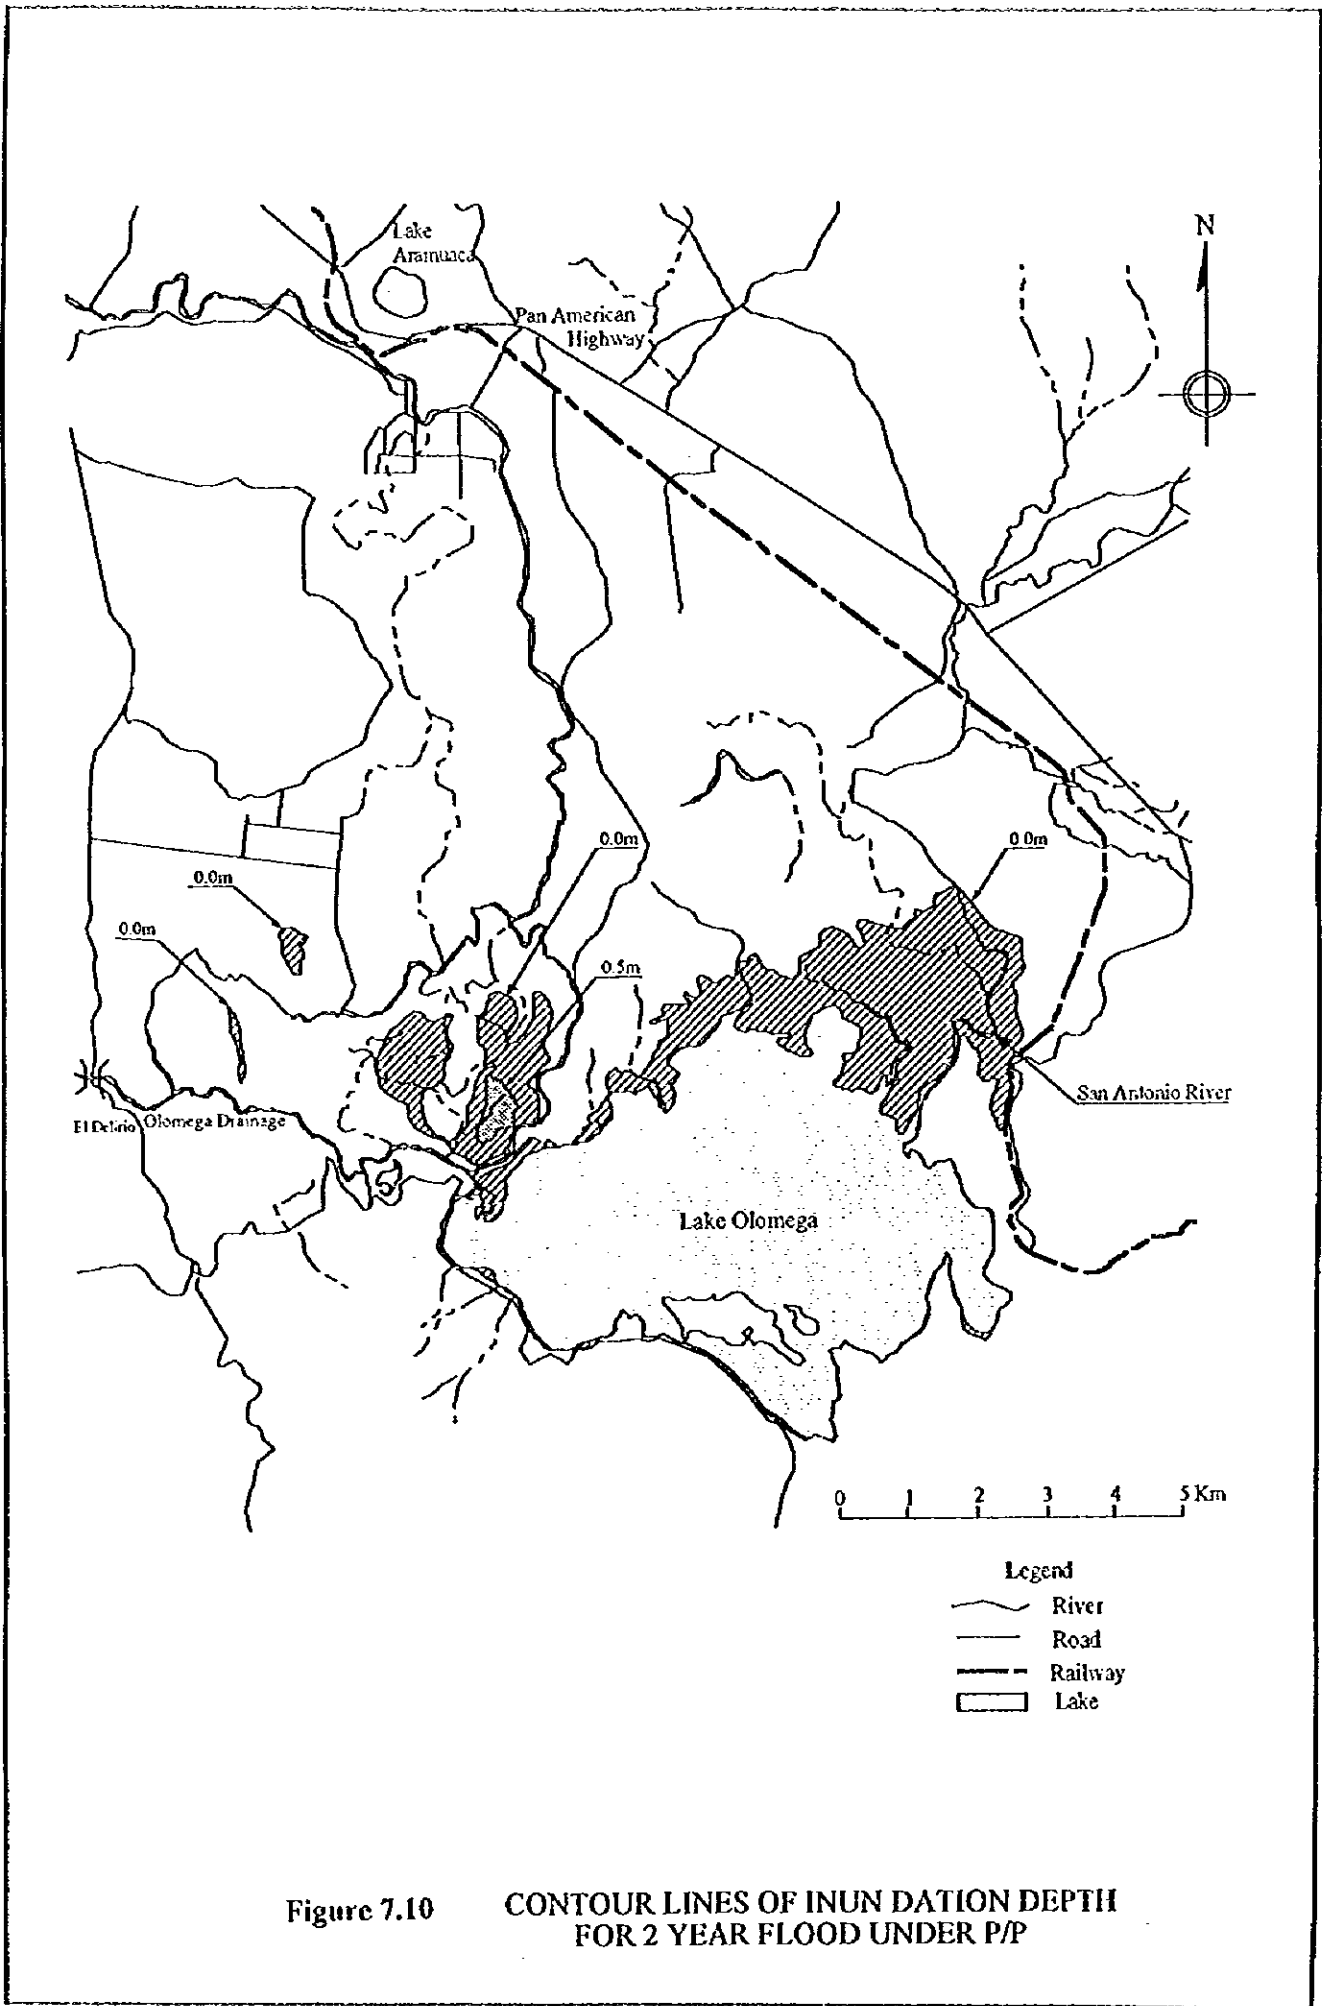 Lake
Aramuaca
N
Pan American
Highway
0.0m
0.0m
0.0m
0.0m
0.5m
San Antonio River
El Delirio
Olomega Drainage
Lake Olomega
0 1 2 3 4 5 Km
Legend
River
Road
Railway
Lake
Figure 7.10 CONTOUR LINES OF INUN DATION DEPTH
FOR 2 YEAR FLOOD UNDER P/P